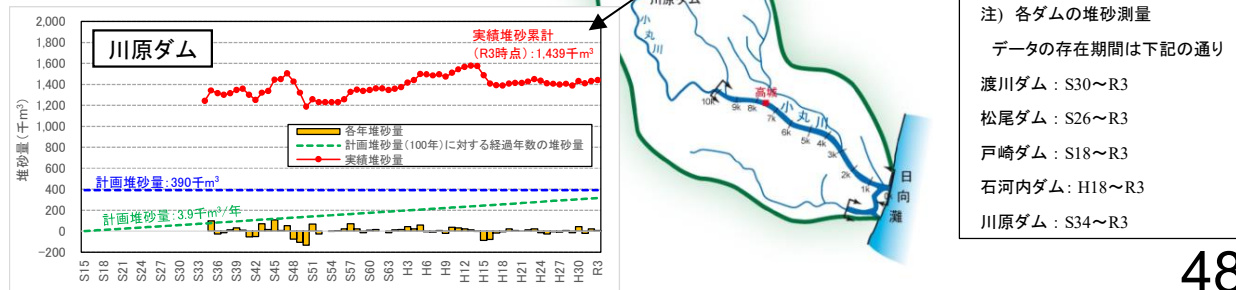 川原ダム
実績堆砂累計
(R3時点):1,439千m³
堆砂量(千m³)
2,000
1,800
1,600
1,400
1,200
1,000
800
600
400
200
0
−200
各年堆砂量
計画堆砂量(100年)に対する経過年数の堆砂量
実績堆砂量
計画堆砂量:390千m³
計画堆砂量:3.9千m³/年
S15 S18 S21 S24 S27 S30 S33 S36 S39 S42 S45 S48 S51 S54 S57 S60 S63 H3 H6 H9 H12 H15 H18 H21 H24 H27 H30 R3
川原ダム
小丸川
高城
小丸川
10k
9k
8k
7k
6k
5k
4k
3k
2k
1k
0k
日向灘
注) 各ダムの堆砂測量
データの存在期間は下記の通り
渡川ダム:S30~R3
松尾ダム:S26~R3
戸崎ダム:S18~R3
石河内ダム:H18~R3
川原ダム:S34~R3
48